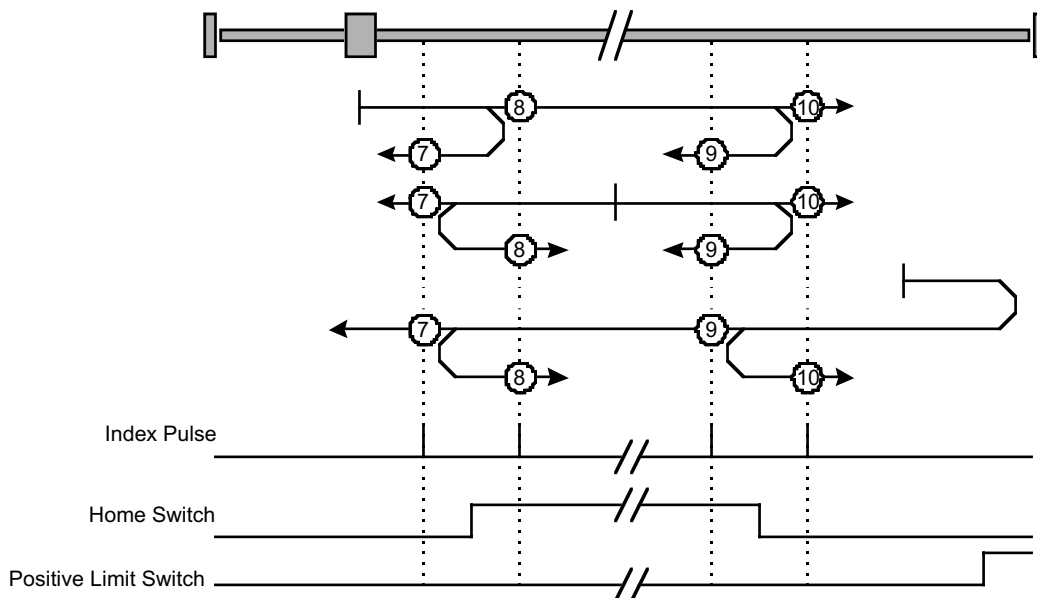 8 10
7 9
7 10
8 9
7 9
8 10
Index Pulse
Home Switch
Positive Limit Switch